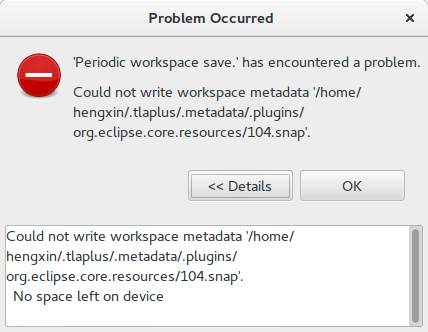 Problem Occurred
×
'Periodic workspace save.' has encountered a problem.
Could not write workspace metadata '/home/
hengxin/.tlaplus/.metadata/.plugins/
org.eclipse.core.resources/104.snap'.
<< Details
OK
Could not write workspace metadata '/home/
hengxin/.tlaplus/.metadata/.plugins/
org.eclipse.core.resources/104.snap'.
No space left on device